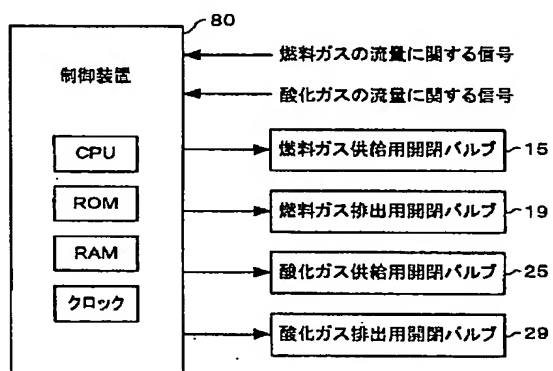 80
制御装置
燃料ガスの流量に関する信号
酸化ガスの流量に関する信号
CPU
ROM
RAM
クロック
燃料ガス供給用開閉バルブ 15
燃料ガス排出用開閉バルブ 19
酸化ガス供給用開閉バルブ 25
酸化ガス排出用開閉バルブ 29